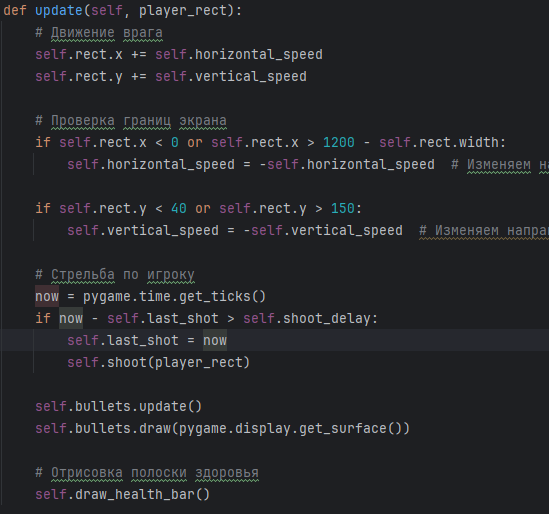 def update(self, player_rect):
# Движение врага
self.rect.x += self.horizontal_speed
self.rect.y += self.vertical_speed
# Проверка границ экрана
if self.rect.x < 0 or self.rect.x > 1200 - self.rect.width:
self.horizontal_speed = -self.horizontal_speed # Изменяем
if self.rect.y < 40 or self.rect.y > 150:
self.vertical_speed = -self.vertical_speed # Изменяем
# Стрельба по игроку
now = pygame.time.get_ticks()
if now - self.last_shot > self.shoot_delay:
self.last_shot = now
self.shoot(player_rect)
self.bullets.update()
self.bullets.draw(pygame.display.get_surface())
# Отрисовка полоски здоровья
self.draw_health_bar()